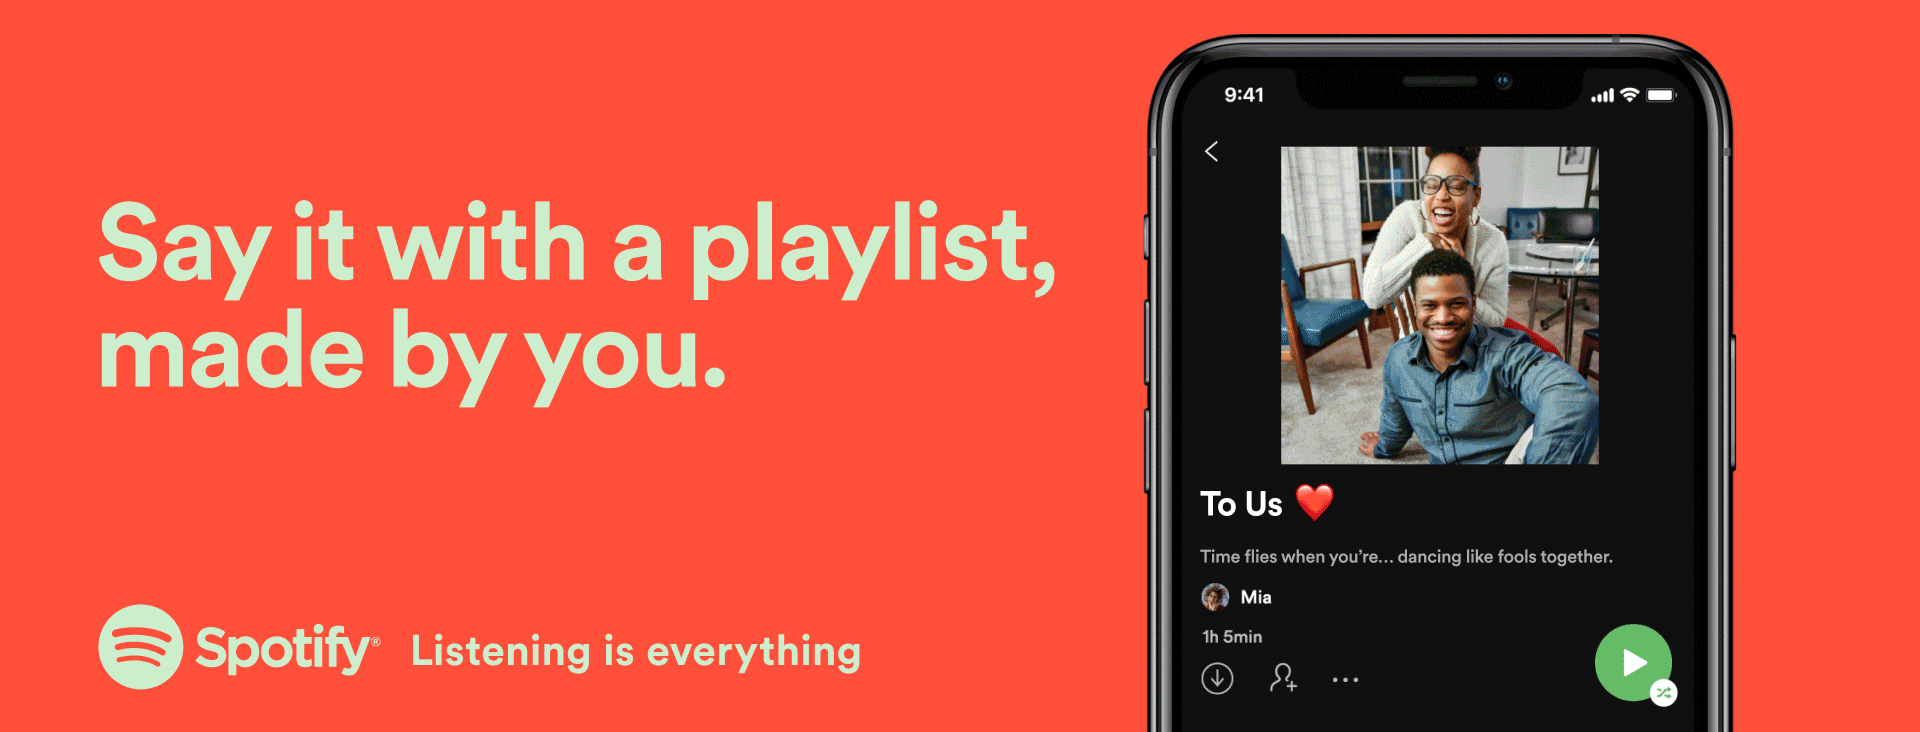 Say it with a playlist,
made by you.
Spotify®
Listening is everything
9:41
To Us ❤️
Time flies when you’re... dancing like fools together.
Mia
1h 5min